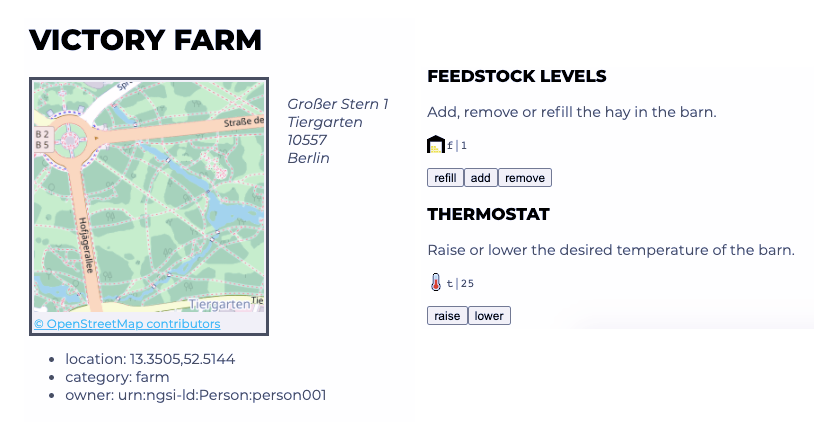 VICTORY FARM
Spr
B 2
B 5
Straße de
Hofjägerallee
Tiergarten
Tie
© OpenStreetMap contributors
Großer Stern 1
Tiergarten
10557
Berlin
location: 13.3505,52.5144
category: farm
owner: urn:ngsi-ld:Person:person001
FEEDSTOCK LEVELS
Add, remove or refill the hay in the barn.
f|1
refill add remove
THERMOSTAT
Raise or lower the desired temperature of the barn.
t|25
raise lower